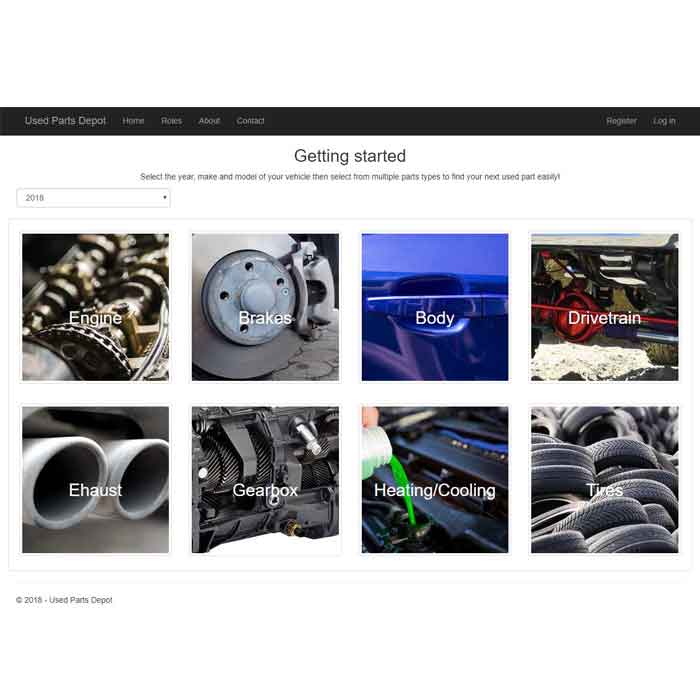 Used Parts Depot Home Roles About Contact Register Log in
Getting started
Select the year, make and model of your vehicle then select from multiple parts types to find your next used part easily!
2018
Engine Brakes Body Drivetrain
Ehaust Gearbox Heating/Cooling Tires
© 2018 - Used Parts Depot